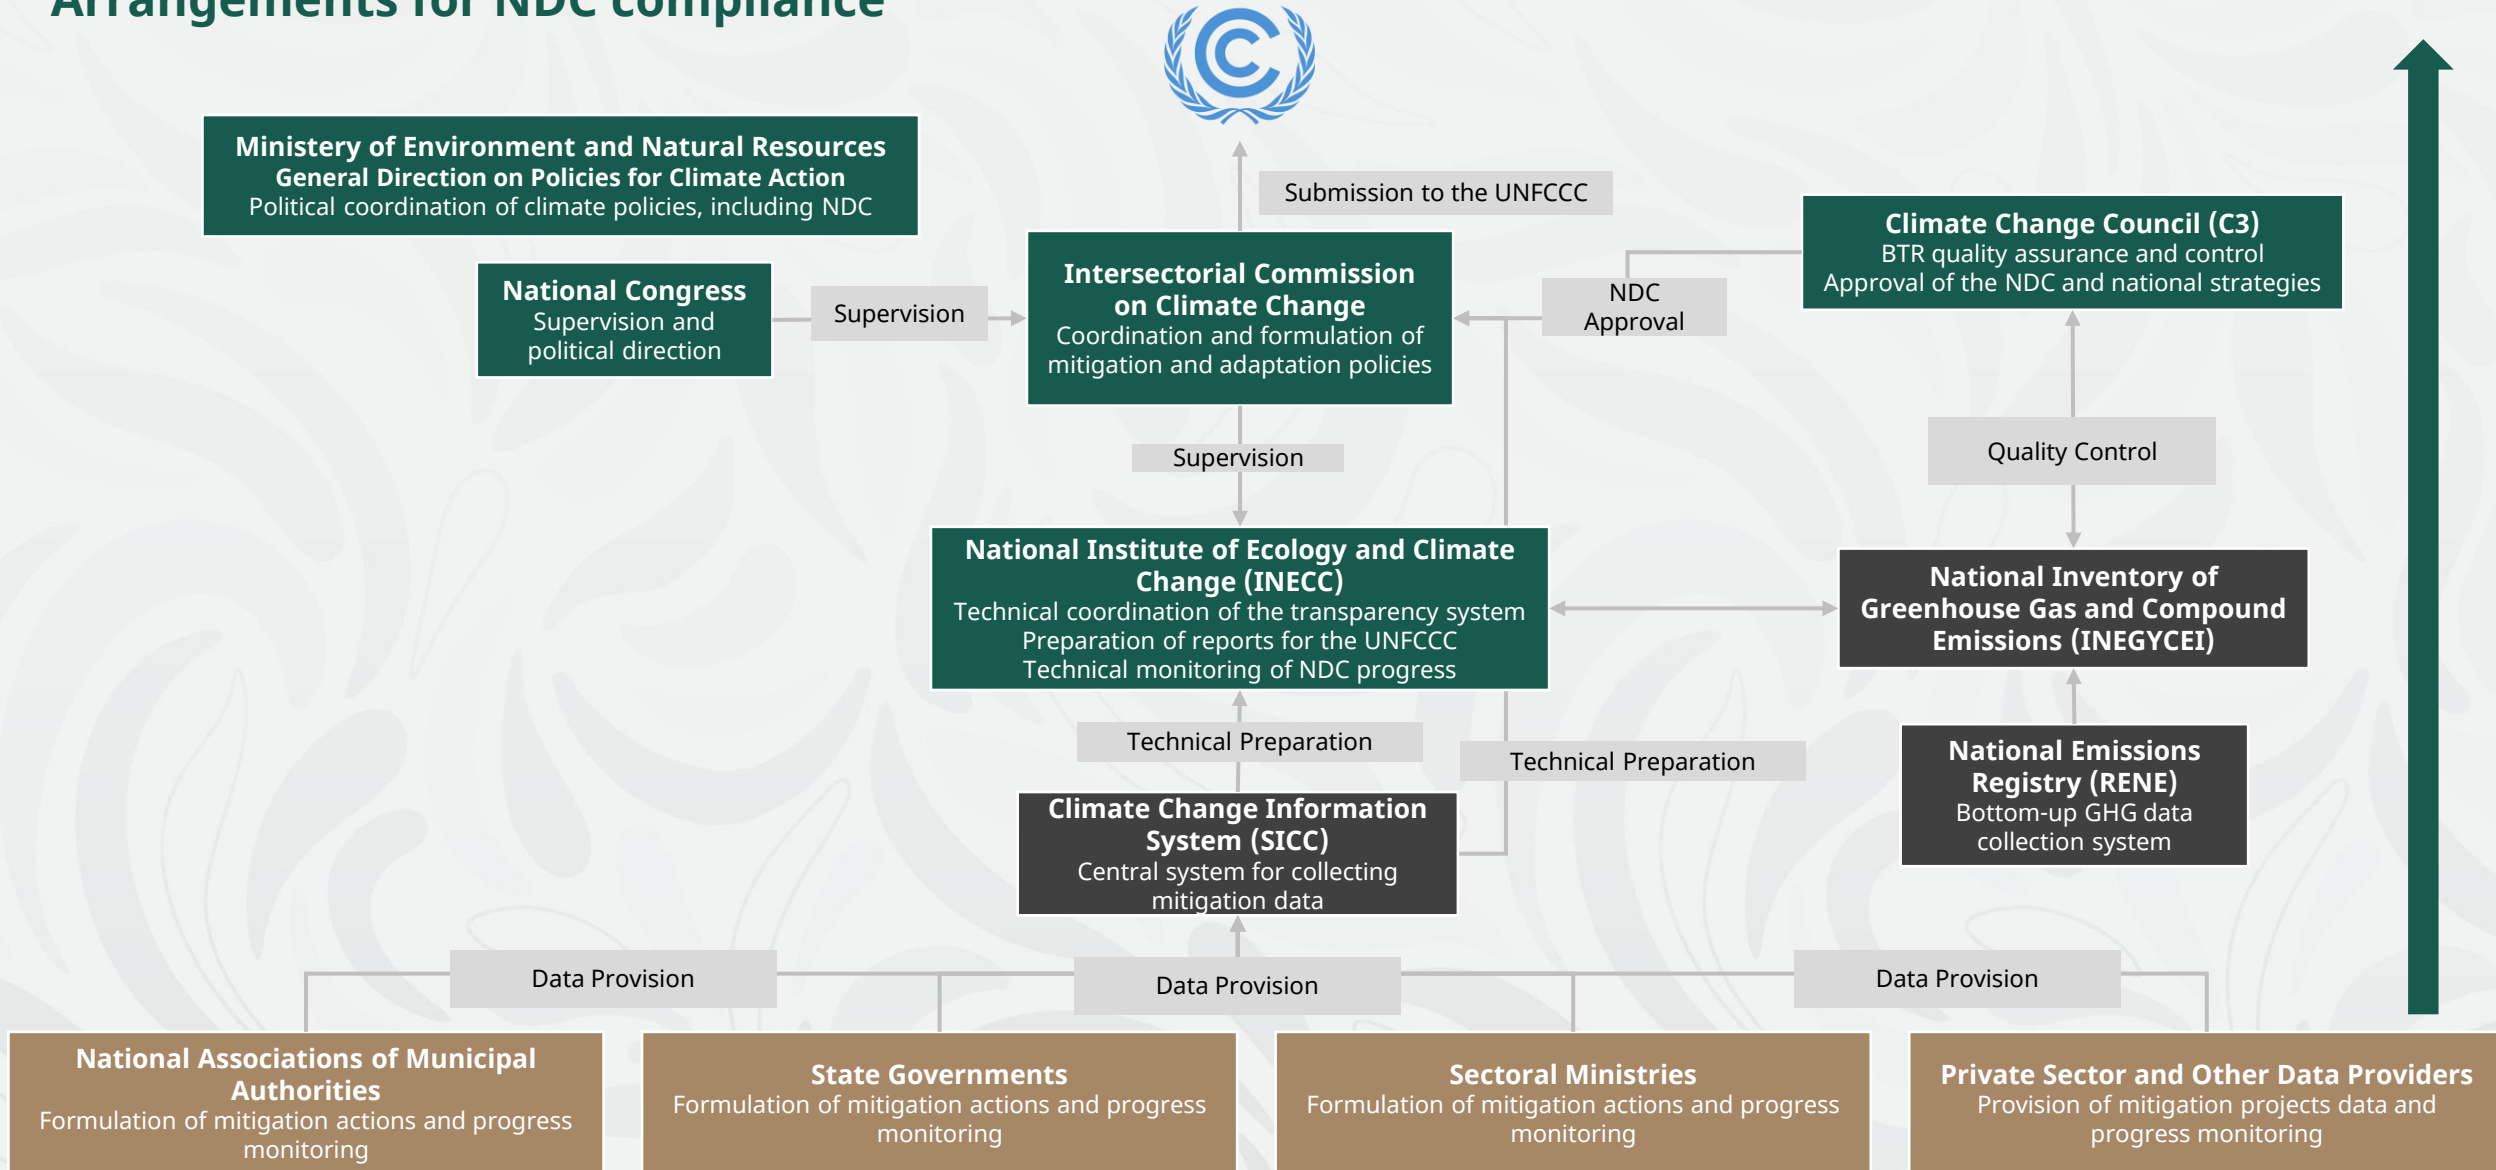 Arrangements for NDC compliance
Ministery of Environment and Natural Resources
General Direction on Policies for Climate Action
Political coordination of climate policies, including NDC
Submission to the UNFCCC
Climate Change Council (C3)
BTR quality assurance and control
Approval of the NDC and national strategies
National Congress
Supervision and
political direction
Supervision
Intersectorial Commission
on Climate Change
Coordination and formulation of
mitigation and adaptation policies
NDC
Approval
Supervision
Quality Control
National Institute of Ecology and Climate
Change (INECC)
Technical coordination of the transparency system
Preparation of reports for the UNFCCC
Technical monitoring of NDC progress
National Inventory of
Greenhouse Gas and Compound
Emissions (INEGYCEI)
Technical Preparation
Technical Preparation
National Emissions
Registry (RENE)
Bottom-up GHG data
collection system
Climate Change Information
System (SICC)
Central system for collecting
mitigation data
Data Provision
Data Provision
Data Provision
National Associations of Municipal
Authorities
Formulation of mitigation actions and progress
monitoring
State Governments
Formulation of mitigation actions and progress
monitoring
Sectoral Ministries
Formulation of mitigation actions and progress
monitoring
Private Sector and Other Data Providers
Provision of mitigation projects data and
progress monitoring